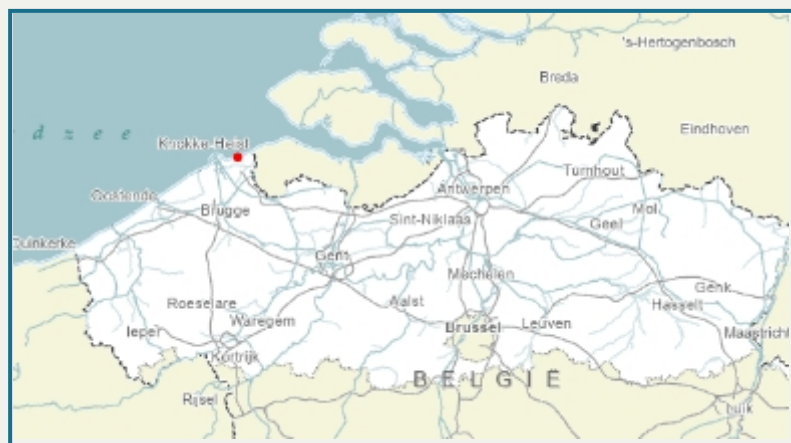 's-Hertogenbosch
Breda
Eindhoven
d z e e
Knokke-Heist
Turnhout
Antwerpen
Oostende
Mol
Brugge
Sint-Niklaas
Geel
Duinkerke
Gent
Mechelen
Genk
Roeselare
Aalst
Hasselt
Waregem
Ieper
Brussel
Leuven
Maastricht
Kortrijk
BELGIË
Rijsel
Luik